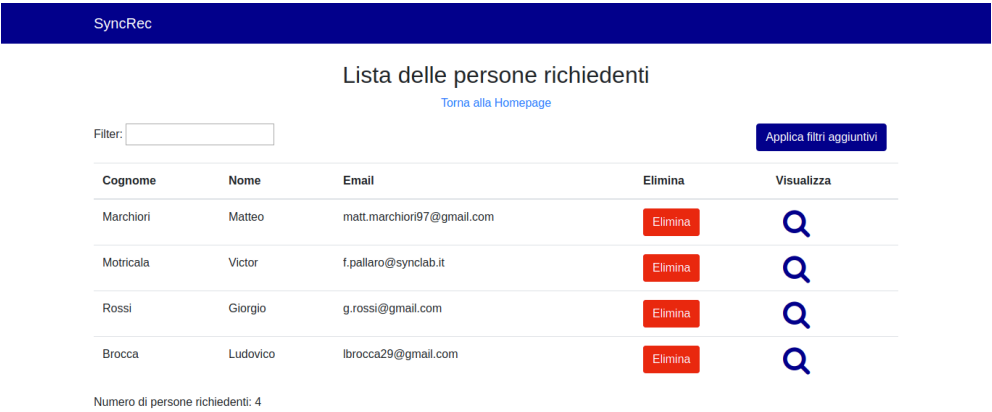 SyncRec
Lista delle persone richiedenti
Torna alla Homepage
Filter: Applica filtri aggiuntivi
Cognome Nome Email Elimina Visualizza
Marchiori Matteo matt.marchiori97@gmail.com Elimina
Motricala Victor f.pallaro@synclab.it Elimina
Rossi Giorgio g.rossi@gmail.com Elimina
Brocca Ludovico lbrocca29@gmail.com Elimina
Numero di persone richiedenti: 4